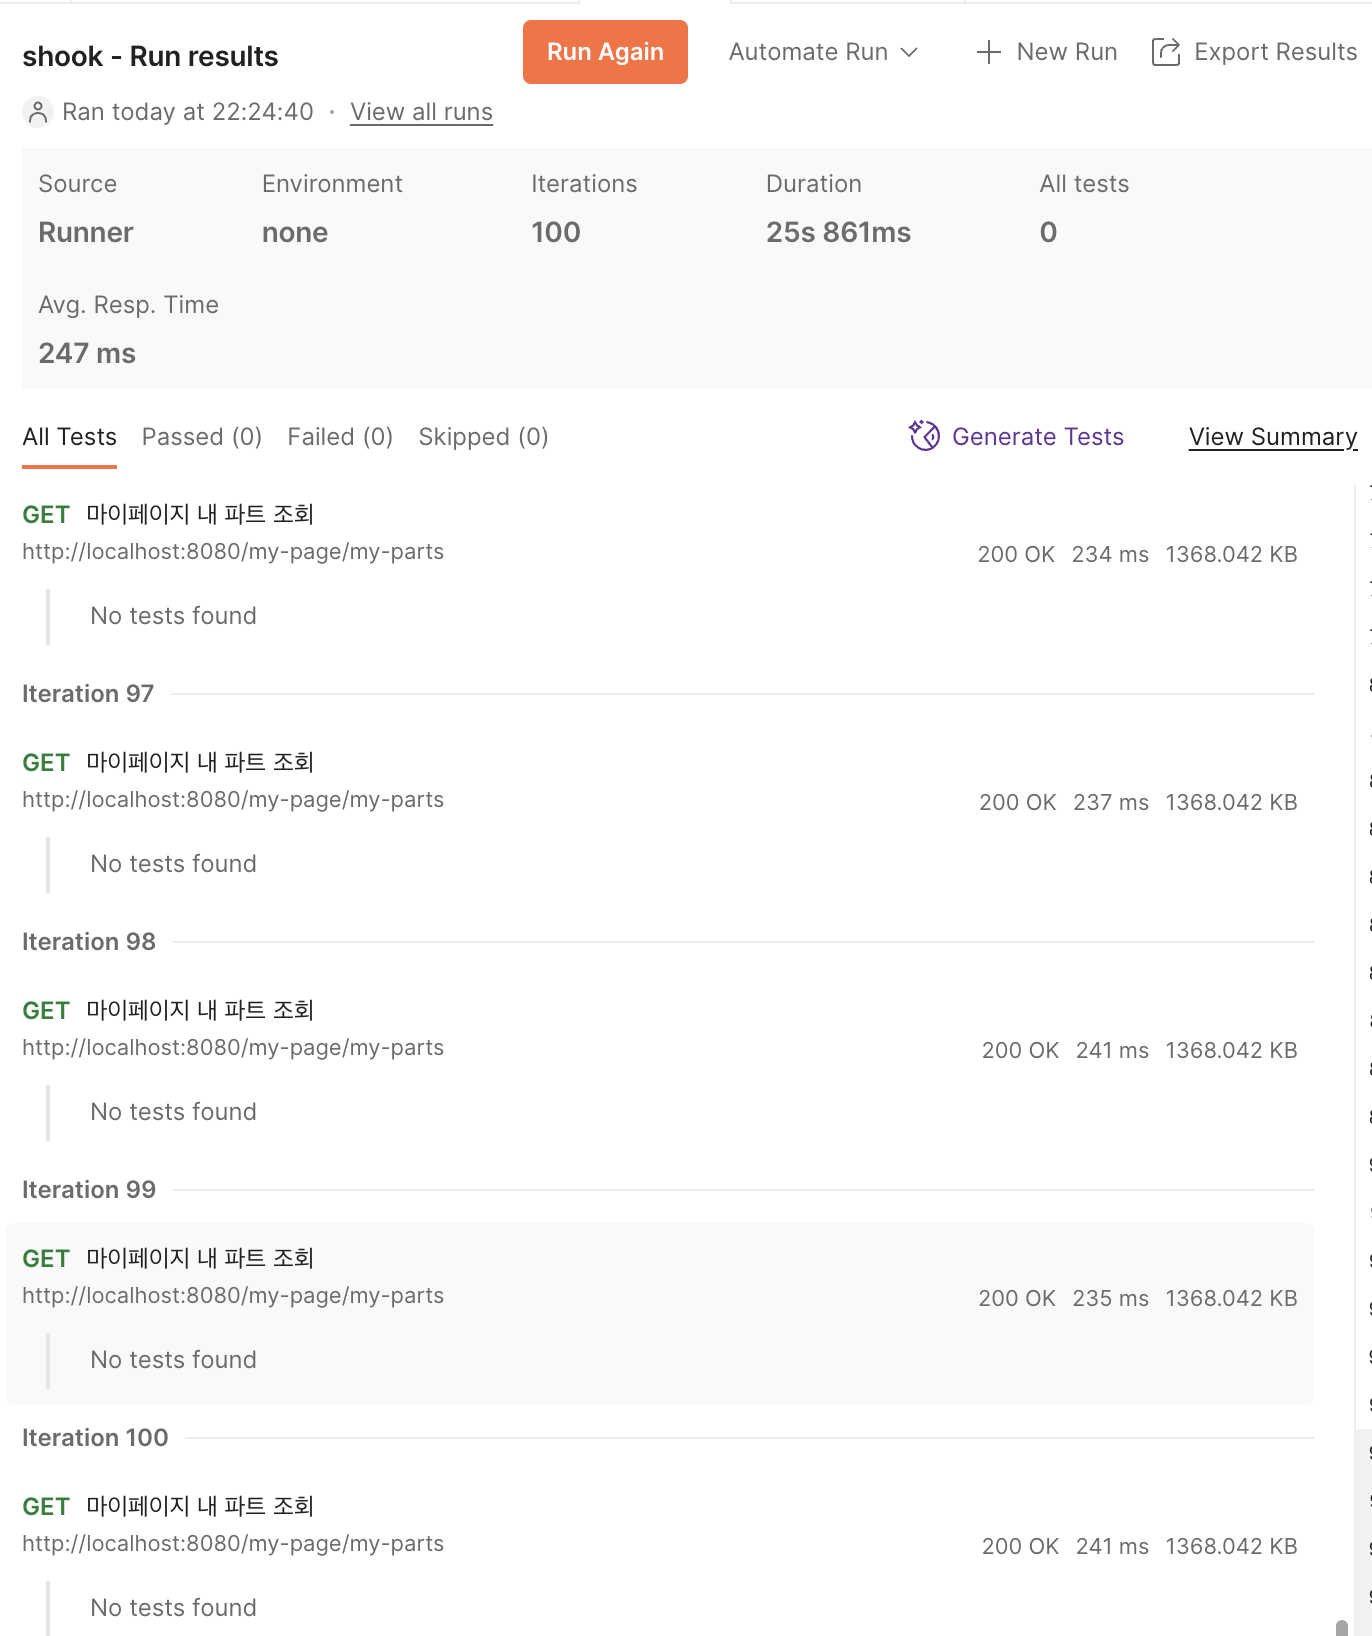 shook - Run results
Run Again
Automate Run
New Run
Export Results
Ran today at 22:24:40 · View all runs
Source
Environment
Iterations
Duration
All tests
Runner
none
100
25s 861ms
0
Avg. Resp. Time
247 ms
All Tests
Passed (0)
Failed (0)
Skipped (0)
Generate Tests
View Summary
GET 마이페이지 내 파트 조회
http://localhost:8080/my-page/my-parts
200 OK 234 ms 1368.042 KB
No tests found
Iteration 97
GET 마이페이지 내 파트 조회
http://localhost:8080/my-page/my-parts
200 OK 237 ms 1368.042 KB
No tests found
Iteration 98
GET 마이페이지 내 파트 조회
http://localhost:8080/my-page/my-parts
200 OK 241 ms 1368.042 KB
No tests found
Iteration 99
GET 마이페이지 내 파트 조회
http://localhost:8080/my-page/my-parts
200 OK 235 ms 1368.042 KB
No tests found
Iteration 100
GET 마이페이지 내 파트 조회
http://localhost:8080/my-page/my-parts
200 OK 241 ms 1368.042 KB
No tests found